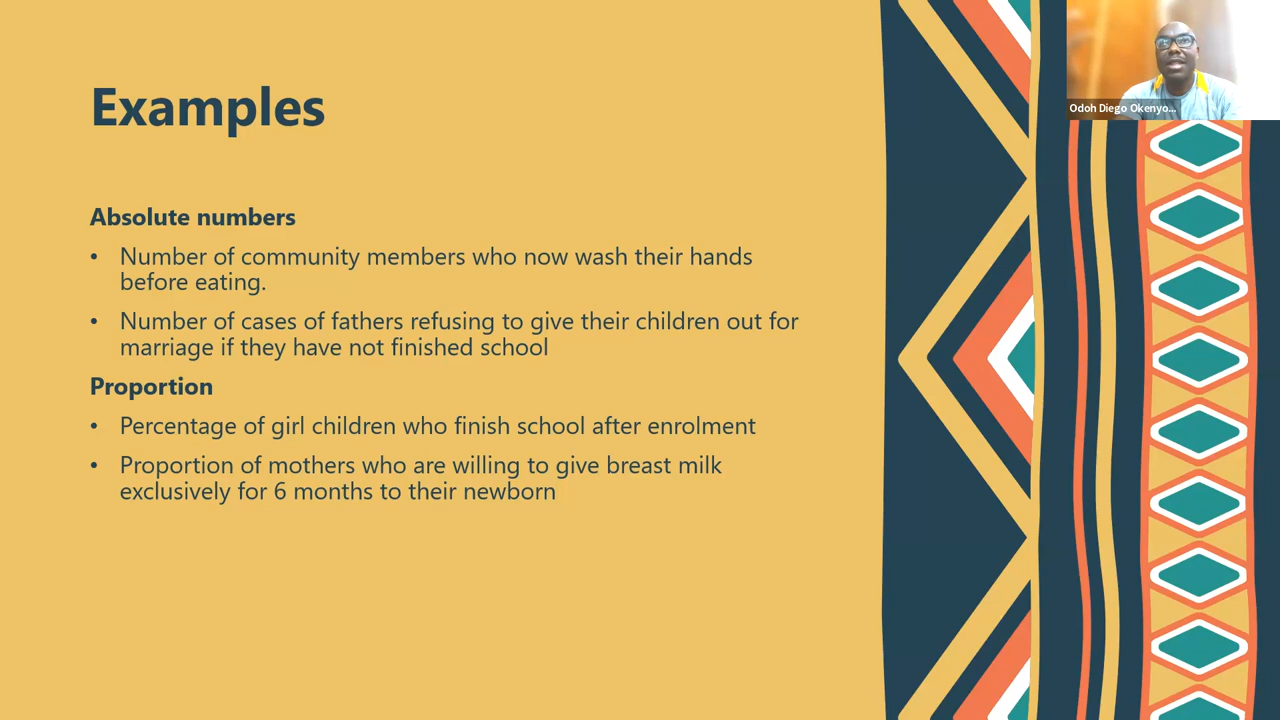 Examples
Odoh Diego Okenyo...
Absolute numbers
• Number of community members who now wash their hands
before eating.
• Number of cases of fathers refusing to give their children out for
marriage if they have not finished school
Proportion
• Percentage of girl children who finish school after enrolment
• Proportion of mothers who are willing to give breast milk
exclusively for 6 months to their newborn